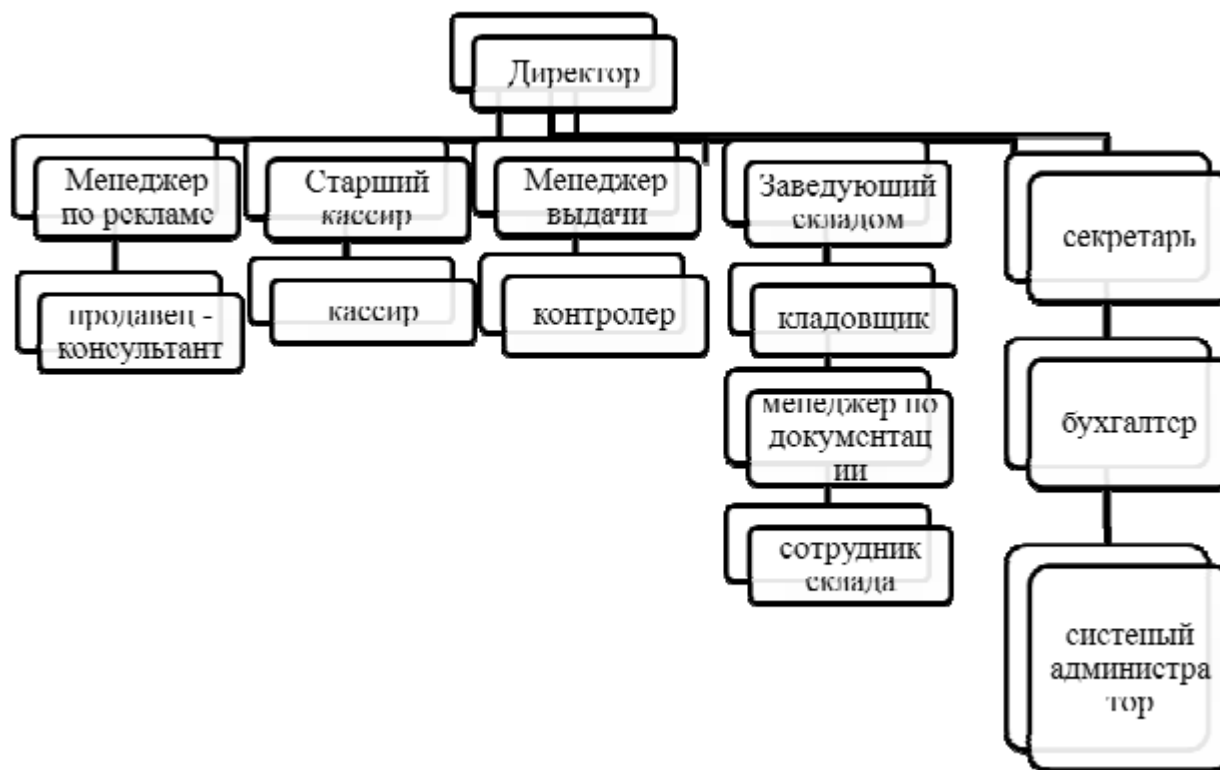 Директор
Менеджер
по рекламе
Старший
кассир
Менеджер
выдачи
Заведующий
складом
секретарь
продавец -
консультант
кассир
контролер
кладовщик
бухгалтер
менеджер по
документац
ии
сотрудник
склада
систепый
администра
тор